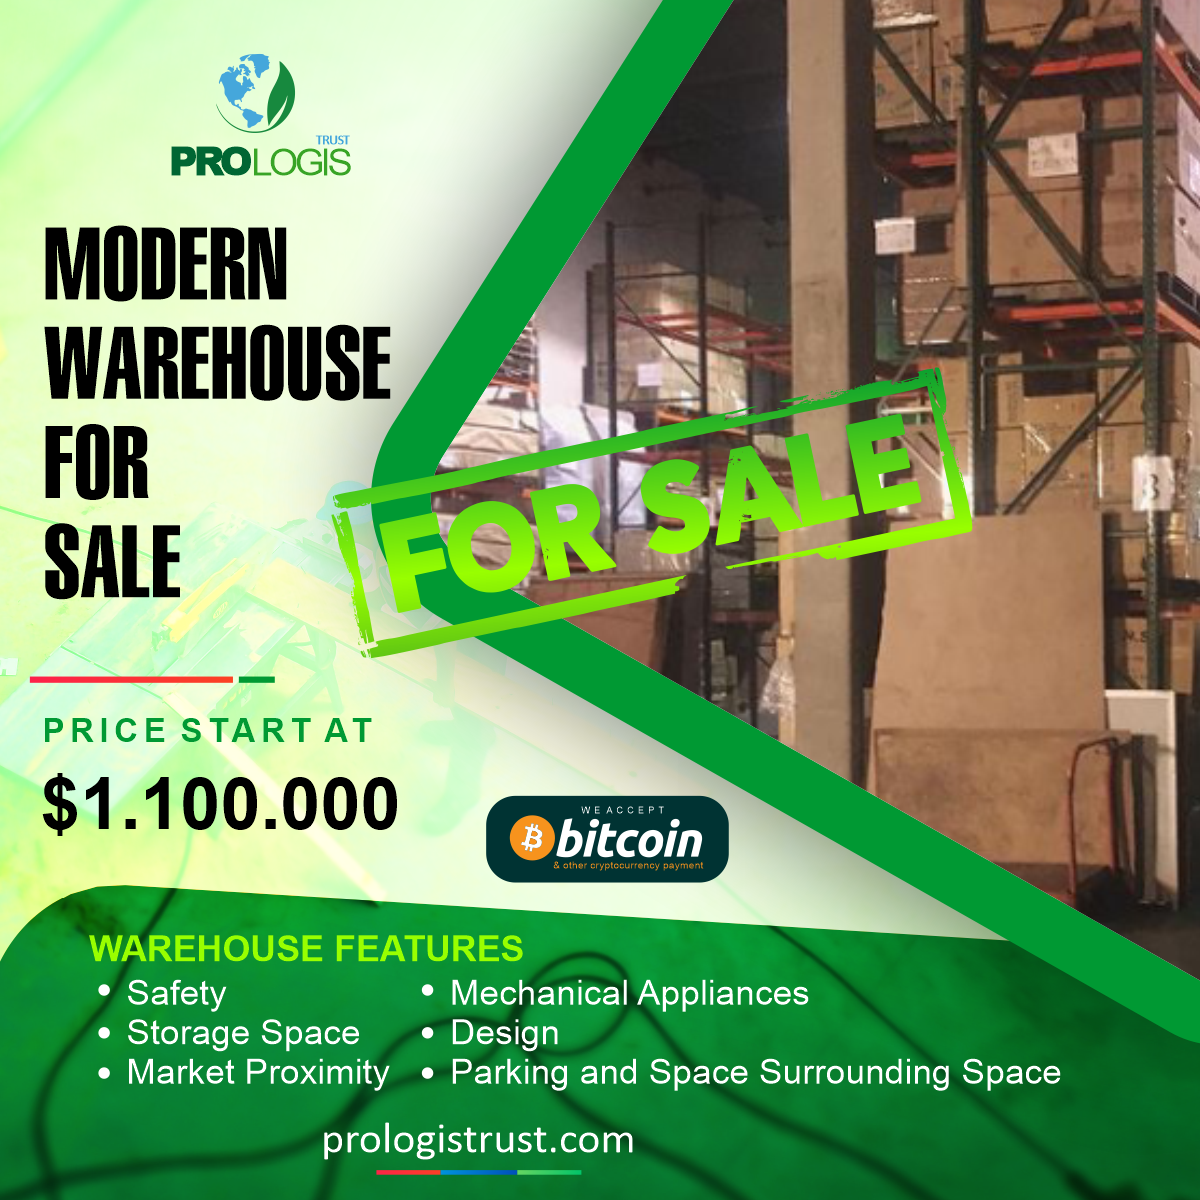 TRUST
PROLOGIS
MODERN
WAREHOUSE
FOR
SALE
FOR SALE
PRICE START AT
$1.100.000
WE ACCEPT
bitcoin
& other cryptocurrency payment
WAREHOUSE FEATURES
• Safety
• Storage Space
• Market Proximity
• Mechanical Appliances
• Design
• Parking and Space Surrounding Space
prologistrust.com